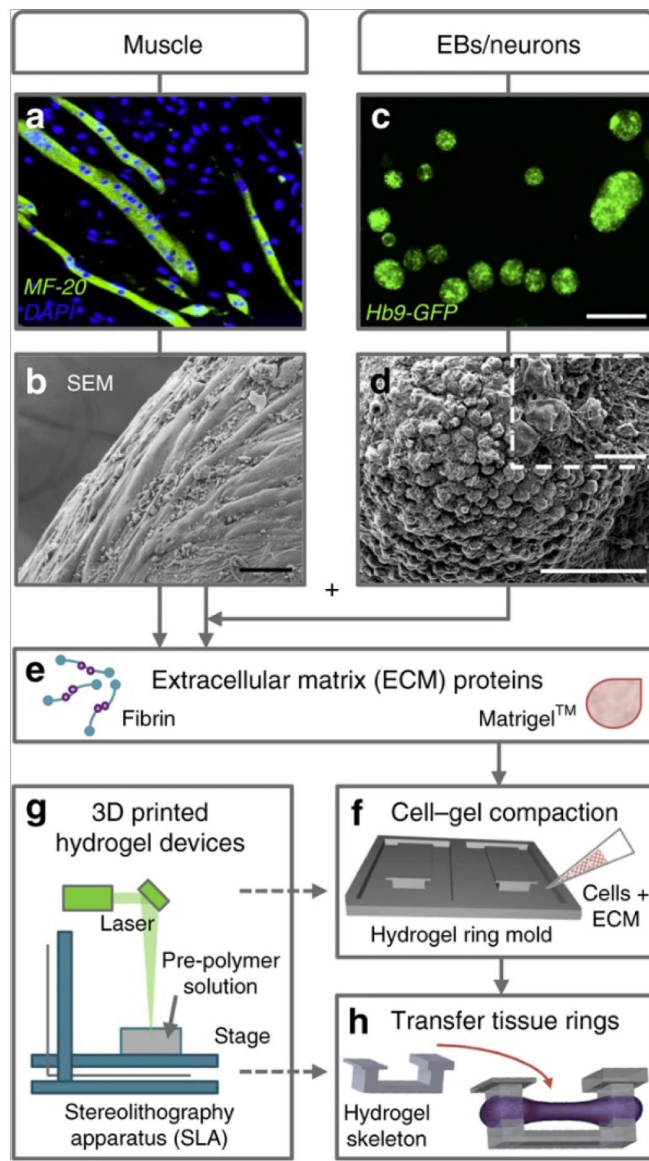 Muscle
EBs/neurons
a
MF-20
DAPI
c
Hb9-GFP
b SEM
d
+
e Extracellular matrix (ECM) proteins
Fibrin
Matrigel™
g 3D printed
hydrogel devices
Laser
Pre-polymer
solution
Stage
Stereolithography
apparatus (SLA)
f Cell–gel compaction
Cells +
ECM
Hydrogel ring mold
h Transfer tissue rings
Hydrogel
skeleton